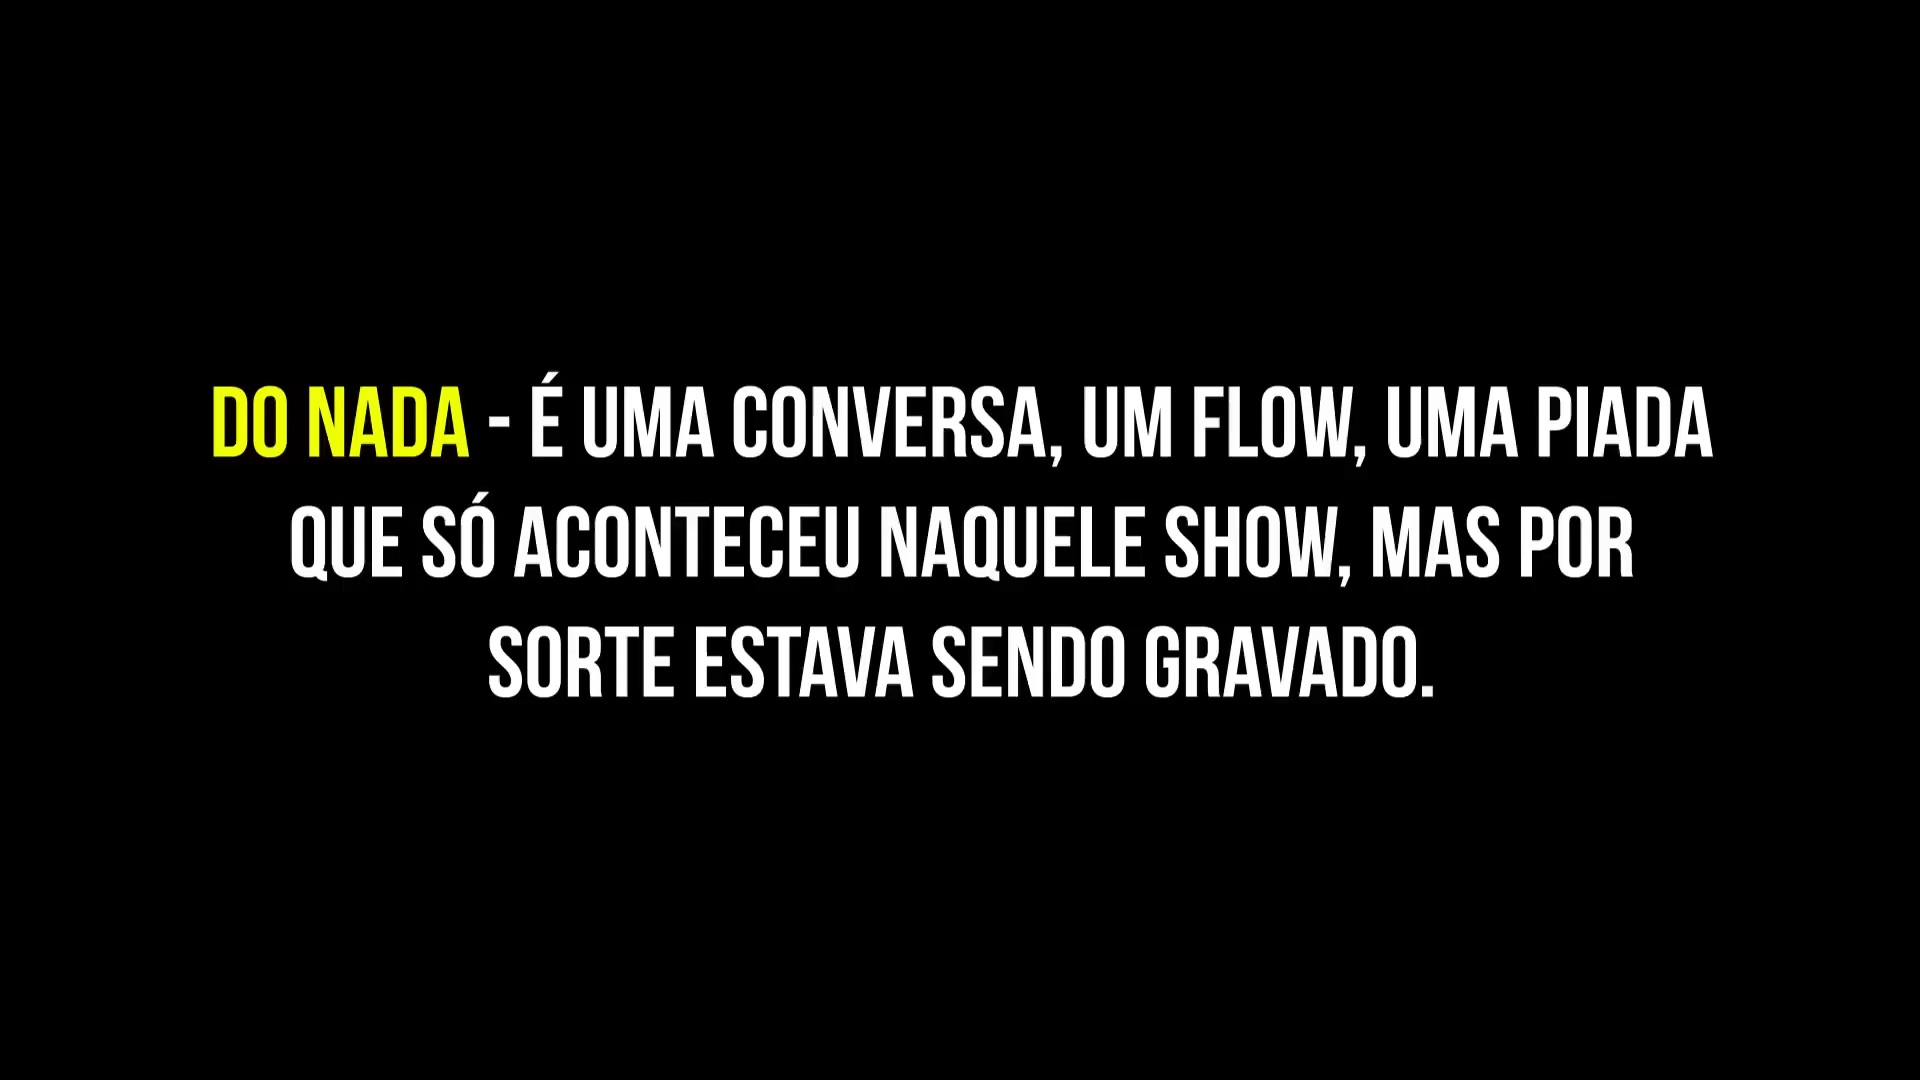 DO NADA - É UMA CONVERSA, UM FLOW, UMA PIADA
QUE SÓ ACONTECEU NAQUELE SHOW, MAS POR
SORTE ESTAVA SENDO GRAVADO.